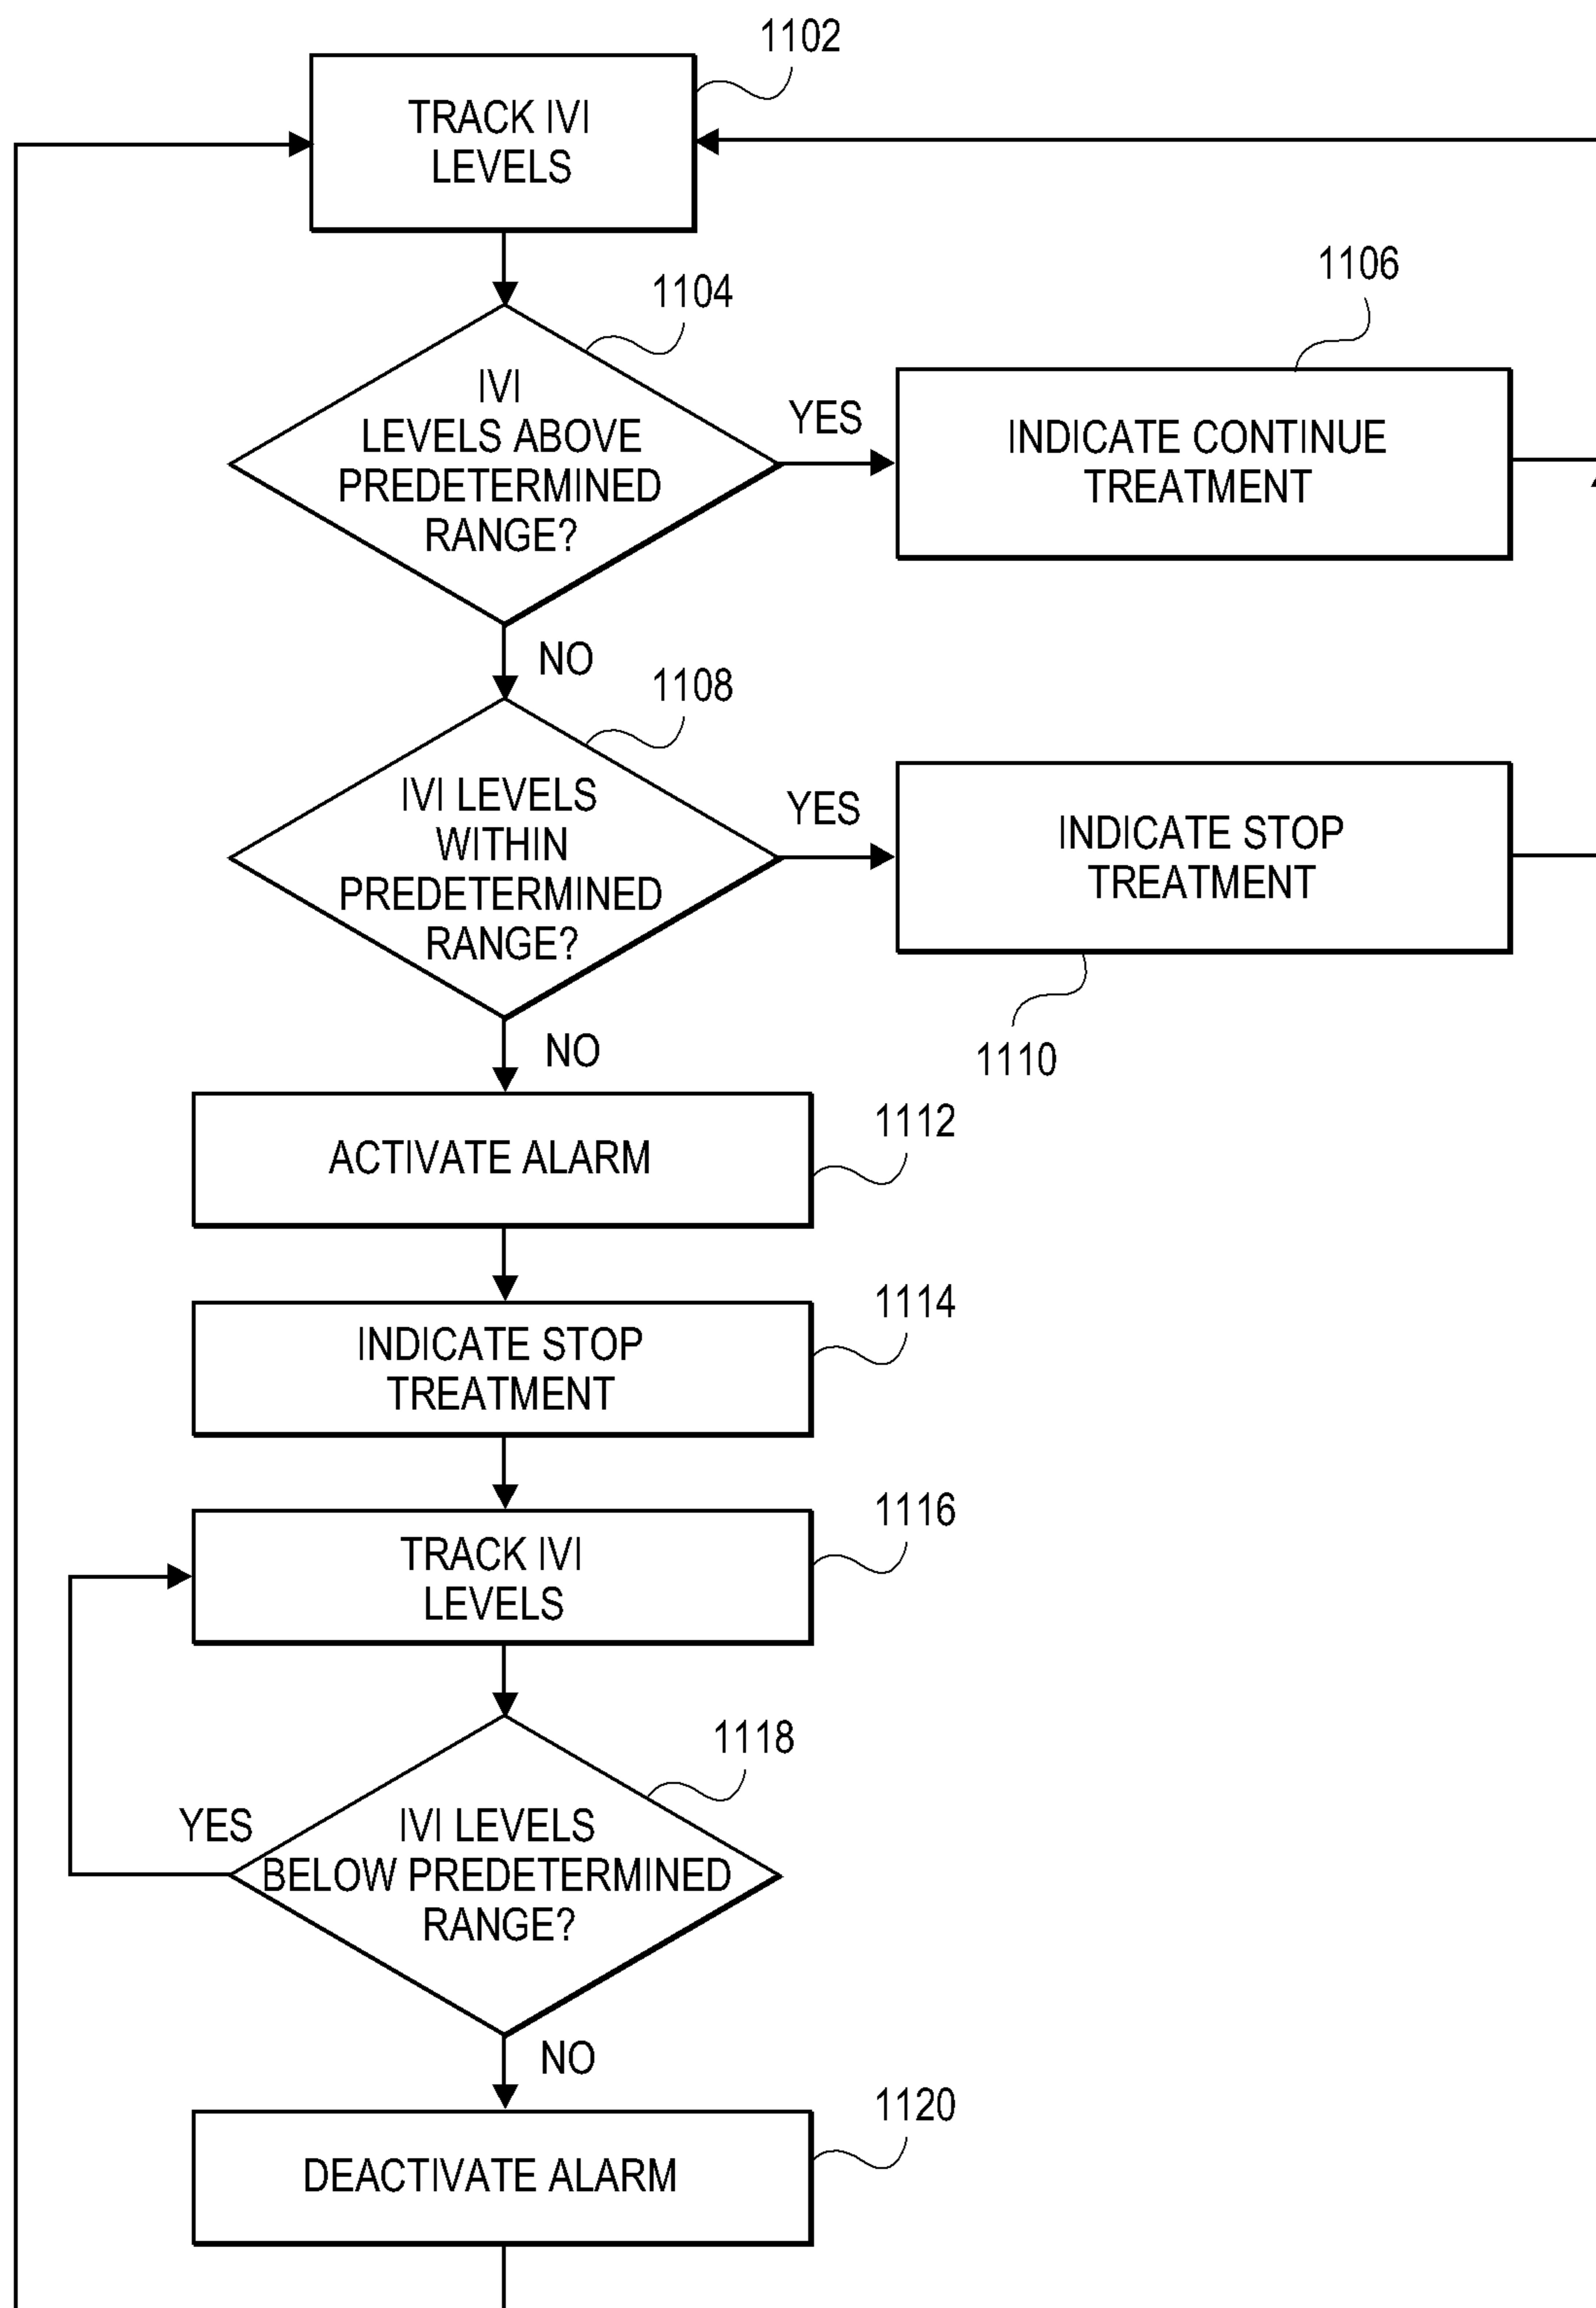 1102
TRACK IVI
LEVELS
1104
1106
IVI
LEVELS ABOVE
PREDETERMINED
RANGE?
YES
INDICATE CONTINUE
TREATMENT
NO
1108
IVI LEVELS
WITHIN
PREDETERMINED
RANGE?
YES
INDICATE STOP
TREATMENT
1110
NO
ACTIVATE ALARM
1112
INDICATE STOP
TREATMENT
1114
TRACK IVI
LEVELS
1116
1118
YES
IVI LEVELS
BELOW PREDETERMINED
RANGE?
NO
1120
DEACTIVATE ALARM